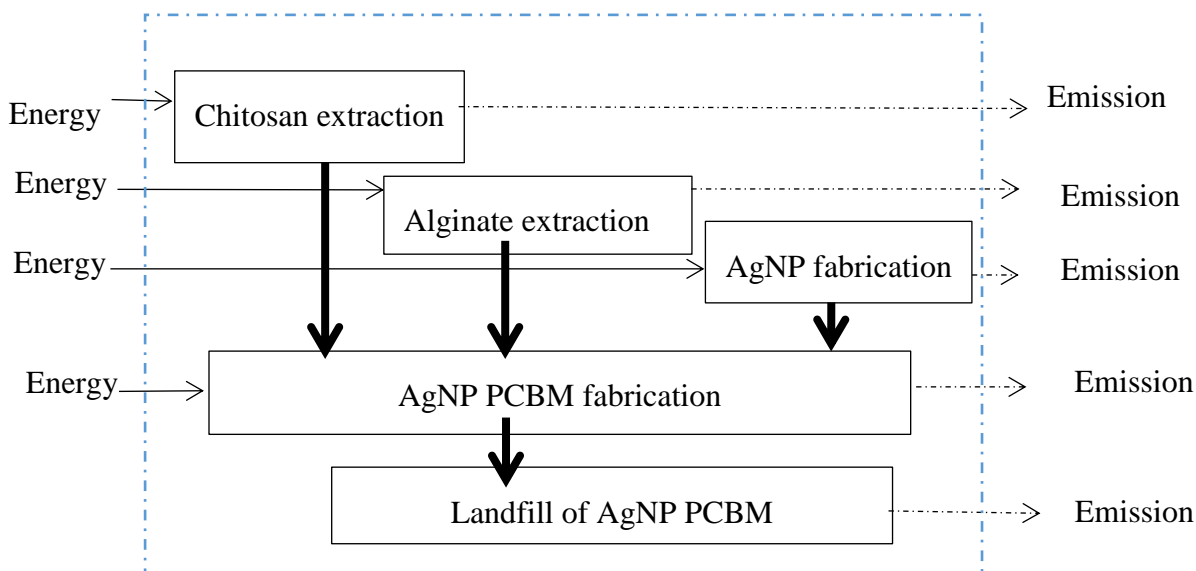 Energy
Chitosan extraction
Emission
Energy
Alginate extraction
Emission
Energy
AgNP fabrication
Emission
Energy
AgNP PCBM fabrication
Emission
Landfill of AgNP PCBM
Emission